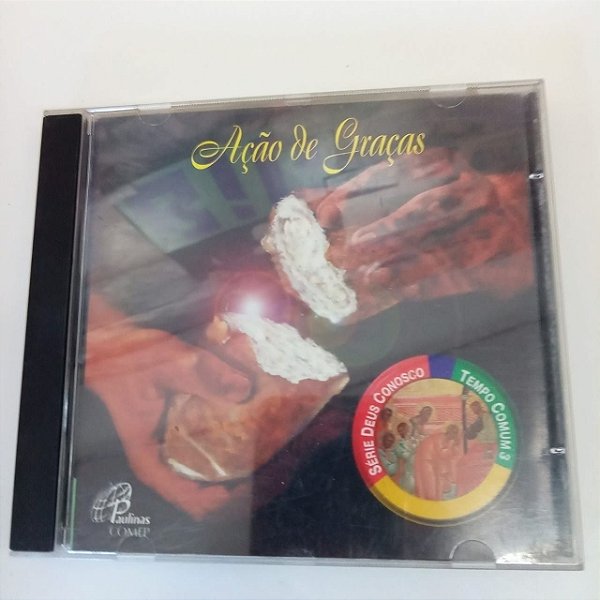 Ação de Graças
SÉRIE DEUS CONOSCO
TEMPO COMUM 3
Paulinas
COMEP